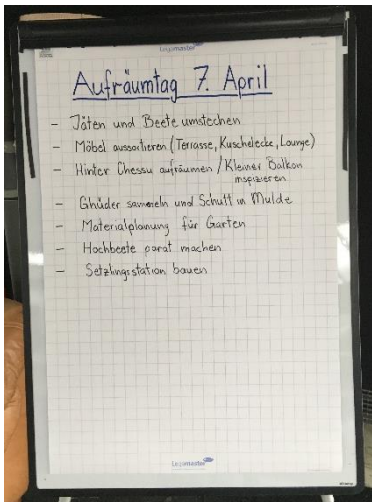 Legamaster
Aufräumtag 7. April
- Jäten und Beete umstechen
- Möbel aussortieren (Terrasse, Kuschelecke, Lounge)
- Hinter Chessu aufräumen / Kleiner Balkon
inspizieren
- Ghüder sammeln und Schutt in Mulde
- Materialplanung für Garten
- Hochbeete parat machen
- Setzlingsstation bauen
Legamaster